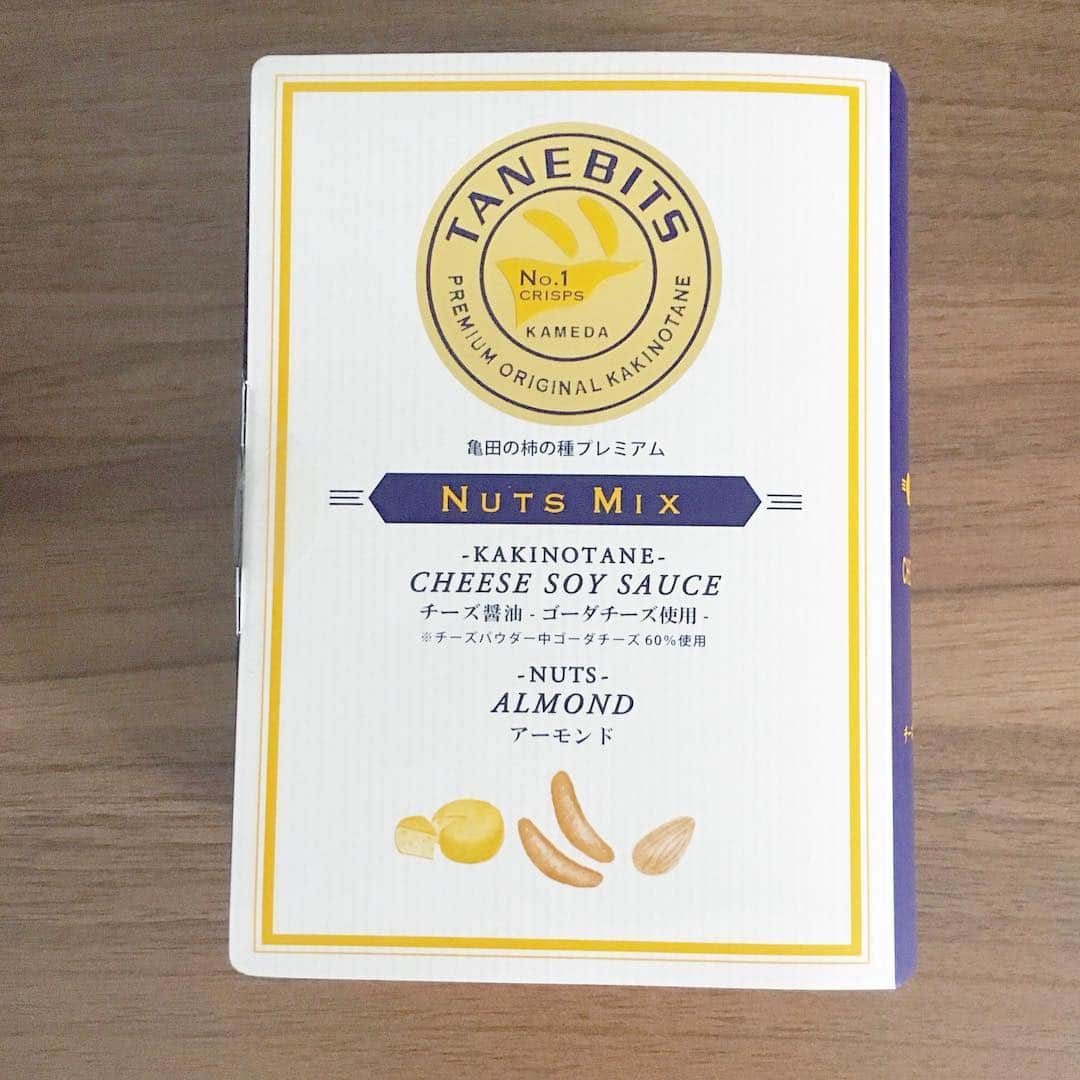 TANEBITS
No.1
CRISPS
KAMEDA
PREMIUM ORIGINAL KAKINOTANE
亀田の柿の種プレミアム
NUTS MIX
-KAKINOTANE-
CHEESE SOY SAUCE
チーズ醤油 - ゴーダチーズ使用 -
※チーズパウダー中ゴーダチーズ 60%使用
-NUTS-
ALMOND
アーモンド